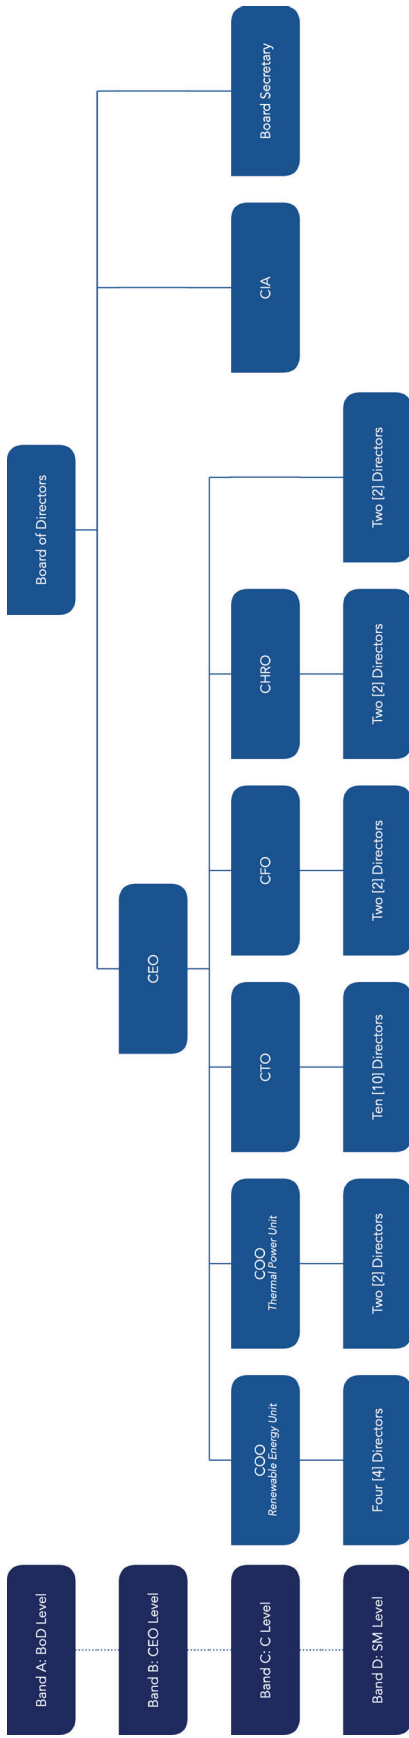 Band A: BoD Level
Board of Directors
Band B: CEO Level
CEO
Band C: C Level
COO
Renewable Energy Unit
COO
Thermal Power Unit
CTO
CFO
CHRO
CIA
Board Secretary
Band D: SM Level
Four [4] Directors
Two [2] Directors
Ten [10] Directors
Two [2] Directors
Two [2] Directors
Two [2] Directors